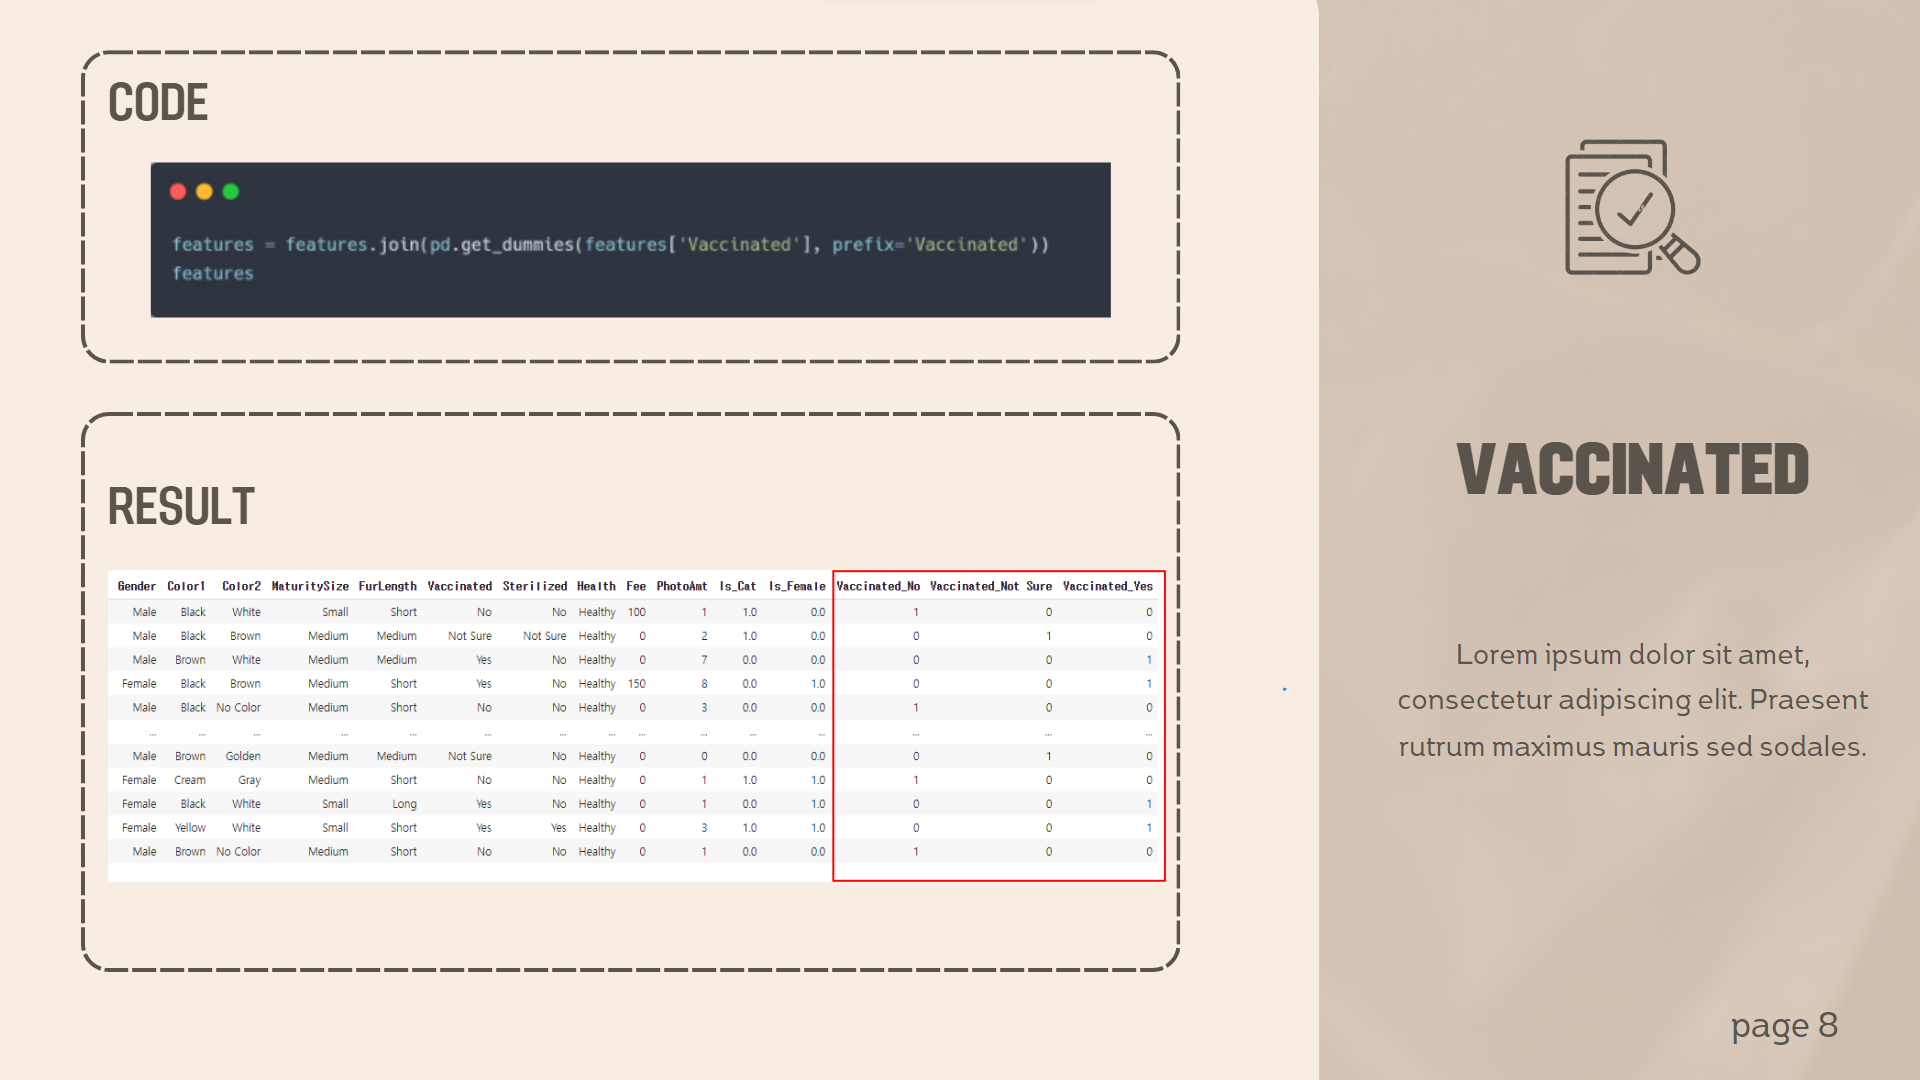 CODE
features = features.join(pd.get_dummies(features['Vaccinated'], prefix='Vaccinated'))
features
RESULT
Gender Color1 Color2 MaturitySize FurLength Vaccinated Sterilized Health Fee PhotoAmt Is_Cat Is_Female Vaccinated_No Vaccinated_Not Sure Vaccinated_Yes
Male Black White Small Short No No Healthy 100 1 1.0 0.0 1 0 0
Male Black Brown Medium Medium Not Sure Not Sure Healthy 0 2 1.0 0.0 0 1 0
Male Brown White Medium Medium Yes No Healthy 0 7 0.0 0.0 0 0 1
Female Black Brown Medium Short Yes No Healthy 150 8 0.0 1.0 0 0 1
Male Black No Color Medium Short No No Healthy 0 3 0.0 0.0 1 0 0
... ... ... ... ... ... ... ... ... ... ... ... ... ... ...
Male Brown Golden Medium Medium Not Sure No Healthy 0 0 0.0 0.0 0 1 0
Female Cream Gray Medium Short No No Healthy 0 1 1.0 1.0 1 0 0
Female Black White Small Long Yes No Healthy 0 1 0.0 1.0 0 0 1
Female Yellow White Small Short Yes Yes Healthy 0 3 1.0 1.0 0 0 1
Male Brown No Color Medium Short No No Healthy 0 1 0.0 0.0 1 0 0
VACCINATED
Lorem ipsum dolor sit amet,
consectetur adipiscing elit. Praesent
rutrum maximus mauris sed sodales.
page 8